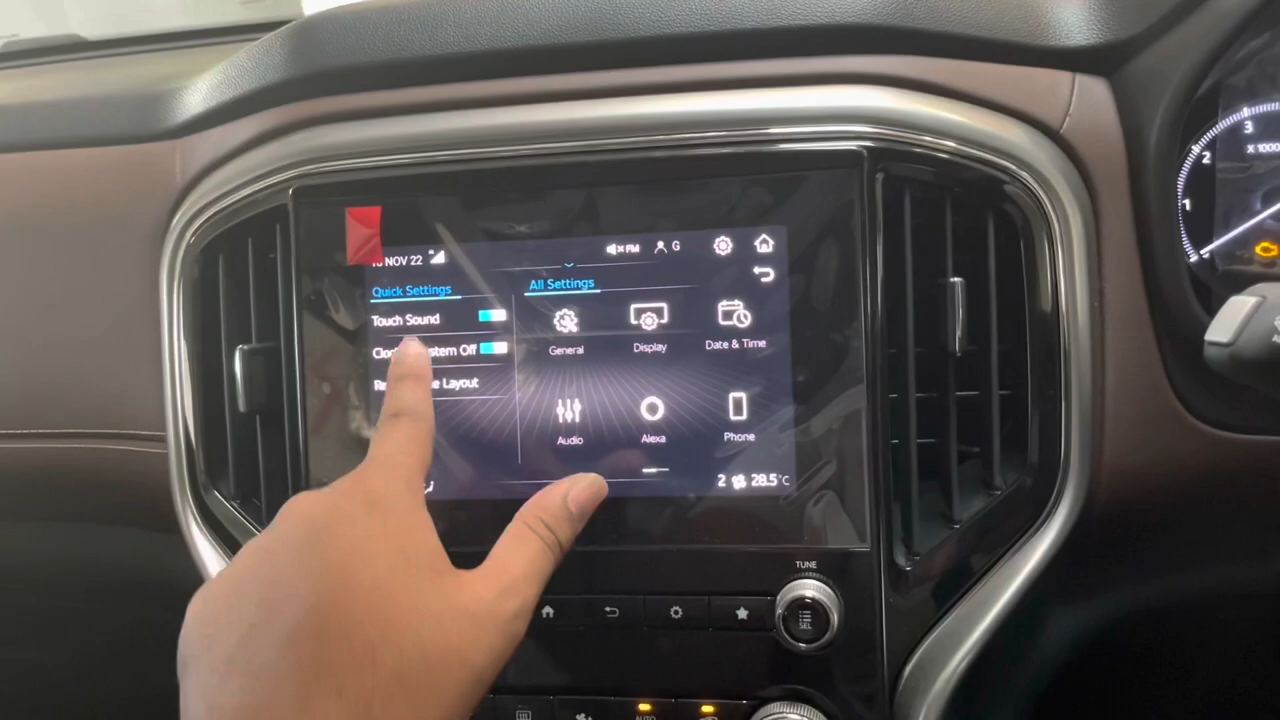 NOV 22
FM
G
Quick Settings
All Settings
Touch Sound
System Off
Layout
General
Display
Date & Time
Audio
Alexa
Phone
2 28.5°C
TUNE
SEL
AUTO
3
2
1
X 1000